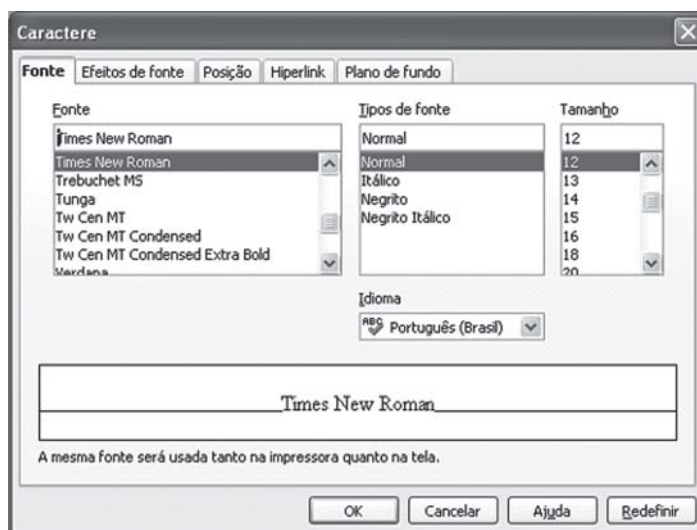 Caractere
Fonte Efeitos de fonte Posição Hiperlink Plano de fundo
Fonte Tipos de fonte Tamanho
Times New Roman Normal 12
Times New Roman Normal 12
Trebuchet MS Itálico 13
Tunga Negrito 14
Tw Cen MT Negrito Itálico 15
Tw Cen MT Condensed 16
Tw Cen MT Condensed Extra Bold 18
Verdana 20
Idioma
ABC Português (Brasil)
Times New Roman
A mesma fonte será usada tanto na impressora quanto na tela.
OK Cancelar Ajuda Redefinir